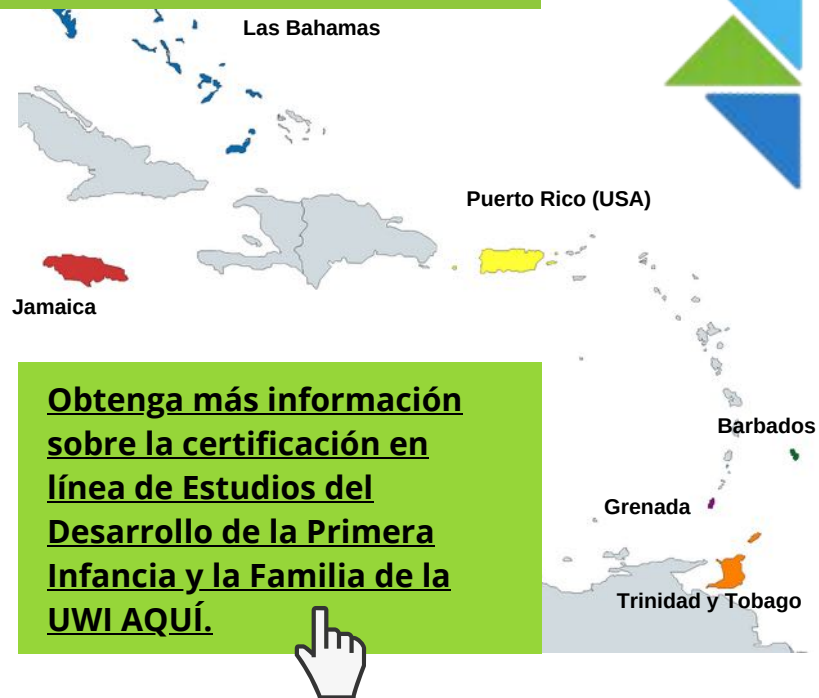 Las Bahamas
Puerto Rico (USA)
Jamaica
Obtenga más información
sobre la certificación en
línea de Estudios del
Desarrollo de la Primera
Infancia y la Familia de la
UWI AQUÍ.
Barbados
Grenada
Trinidad y Tobago